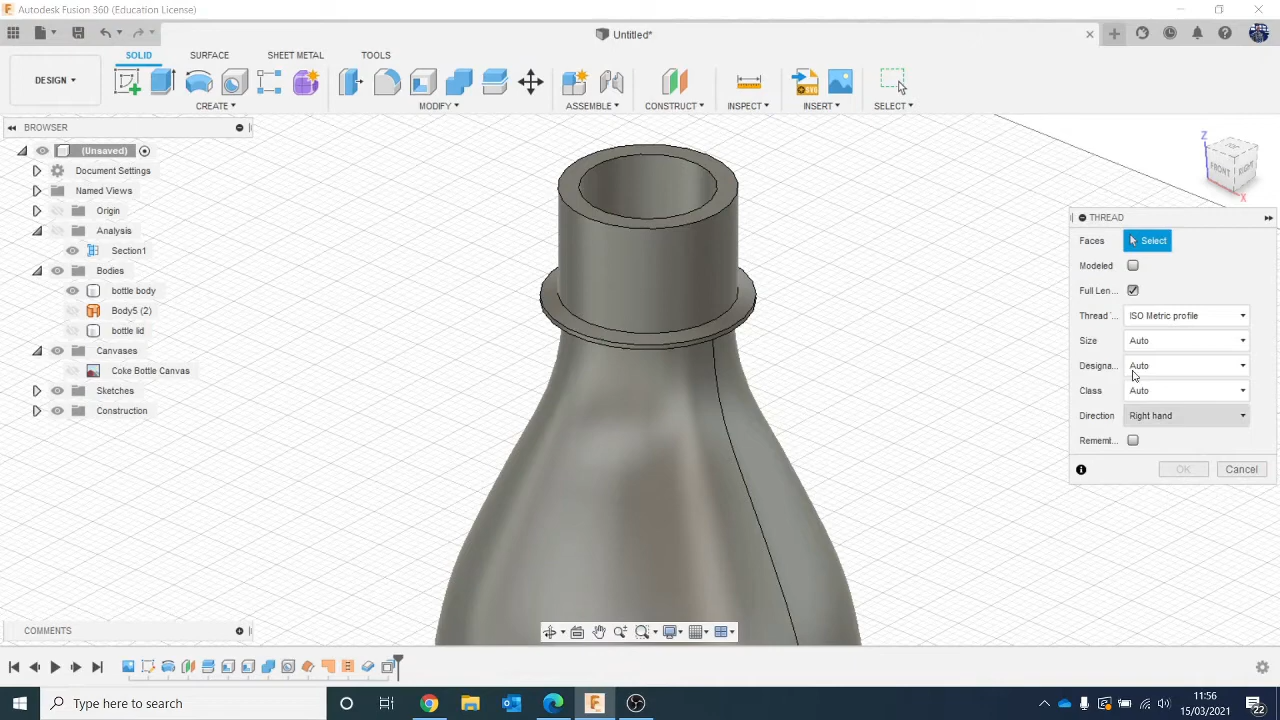 Autodesk Fusion 360 (Education License)
Untitled*
DESIGN
SOLID
SURFACE
SHEET METAL
TOOLS
CREATE
MODIFY
ASSEMBLE
CONSTRUCT
INSPECT
INSERT
SELECT
BROWSER
(Unsaved)
Document Settings
Named Views
Origin
Analysis
Section1
Bodies
bottle body
Body5 (2)
bottle lid
Canvases
Coke Bottle Canvas
Sketches
Construction
Z
FRONT
RIGHT
X
THREAD
Faces
Select
Modeled
Full Len...
Thread ... ISO Metric profile
Size Auto
Designa... Auto
Class Auto
Direction Right hand
Rememl...
OK
Cancel
COMMENTS
Type here to search
11:56
15/03/2021
22